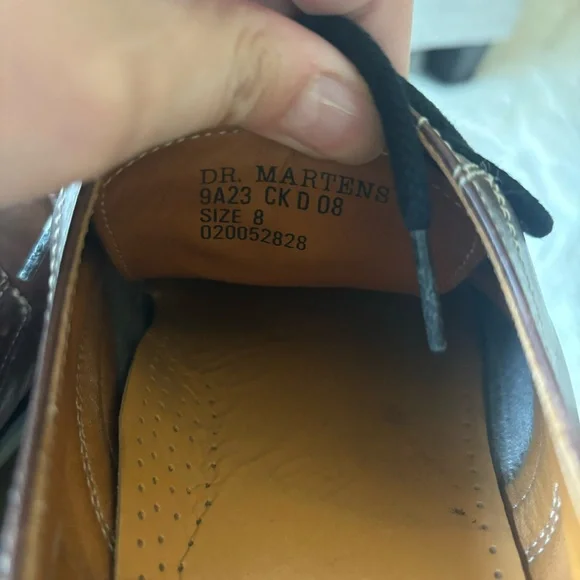 DR. MARTENS
9A23 CK D 08
SIZE 8
020052828